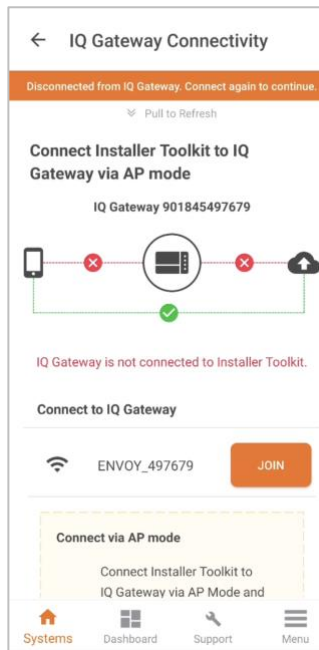 IQ Gateway Connectivity
Disconnected from IQ Gateway. Connect again to continue.
Pull to Refresh
Connect Installer Toolkit to IQ
Gateway via AP mode
IQ Gateway 901845497679
IQ Gateway is not connected to Installer Toolkit.
Connect to IQ Gateway
ENVOY_497679
JOIN
Connect via AP mode
Connect Installer Toolkit to
IQ Gateway via AP Mode and
Systems
Dashboard
Support
Menu